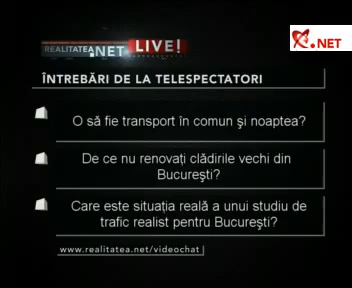 REALITATEA.NET LIVE!
.NET
ÎNTREBĂRI DE LA TELESPECTATORI
O să fie transport în comun şi noaptea?
De ce nu renovaţi clădirile vechi din
Bucureşti?
Care este situaţia reală a unui studiu de
trafic realist pentru Bucureşti?
www.realitatea.net/videochat